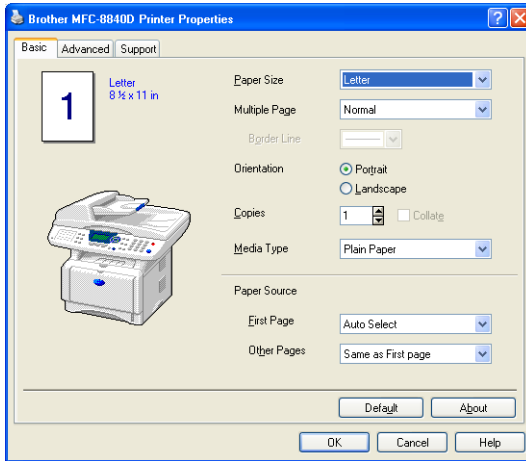 Brother MFC-8840D Printer Properties
Basic Advanced Support
1
Letter
8 ½ x 11 in
Paper Size Letter
Multiple Page Normal
Border Line
Orientation Portrait
Landscape
Copies 1 Collate
Media Type Plain Paper
Paper Source
First Page Auto Select
Other Pages Same as First page
Default About
OK Cancel Help